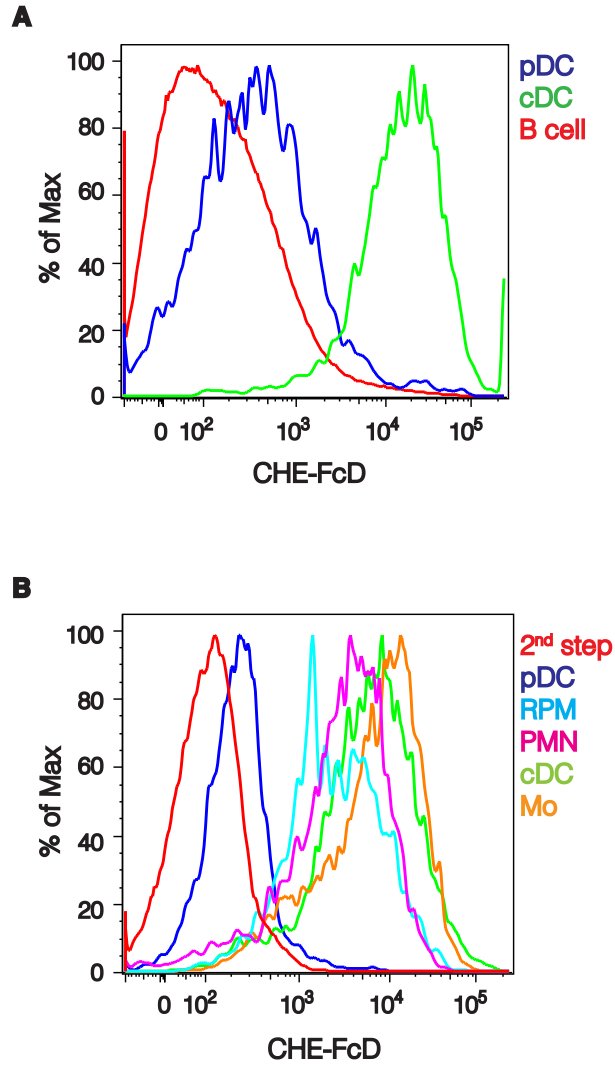 A
100
80
60
40
20
0
% of Max
0 10² 10³ 10⁴ 10⁵
CHE-FcD
pDC
cDC
B cell
B
100
80
60
40
20
0
% of Max
0 10² 10³ 10⁴ 10⁵
CHE-FcD
2nd step
pDC
RPM
PMN
cDC
Mo